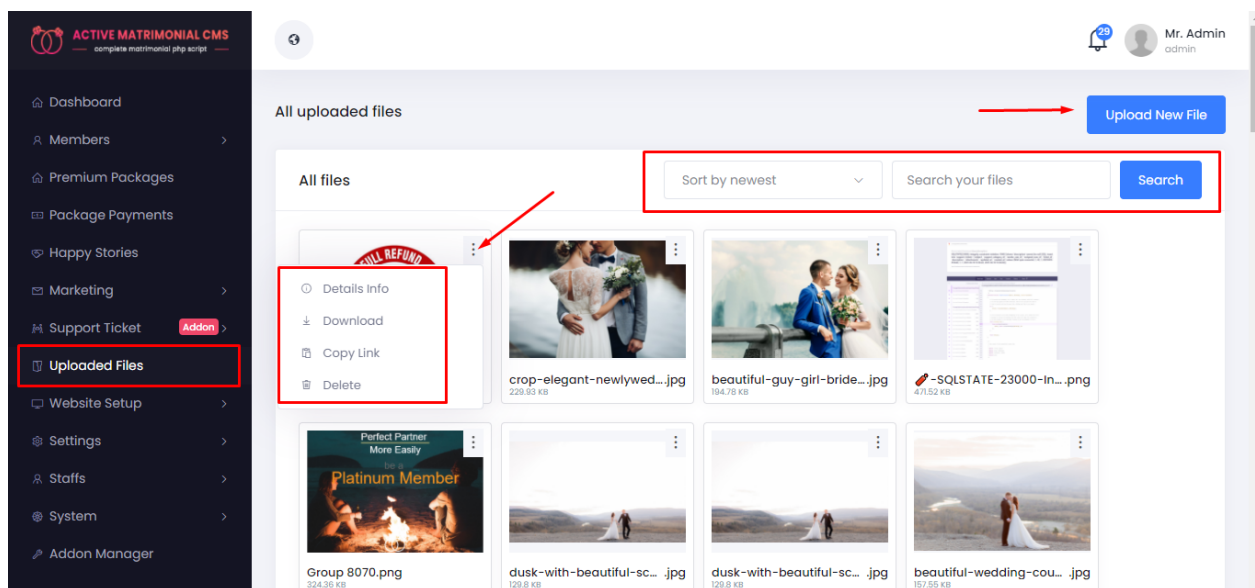 ACTIVE MATRIMONIAL CMS
complete matrimonial php script
29
Mr. Admin
admin
Dashboard
Members
Premium Packages
Package Payments
Happy Stories
Marketing
Support Ticket Addon
Uploaded Files
Website Setup
Settings
Staffs
System
Addon Manager
All uploaded files
Upload New File
All files
Sort by newest
Search your files
Search
FULL REFUND
Details Info
Download
Copy Link
Delete
crop-elegant-newlywed....jpg
229.93 KB
beautiful-guy-girl-bride....jpg
194.78 KB
-SQLSTATE-23000-In....png
471.52 KB
Perfect Partner
More Easily
be a
Platinum Member
Group 8070.png
324.36 KB
dusk-with-beautiful-sc... .jpg
129.8 KB
dusk-with-beautiful-sc... .jpg
129.8 KB
beautiful-wedding-cou... .jpg
157.55 KB